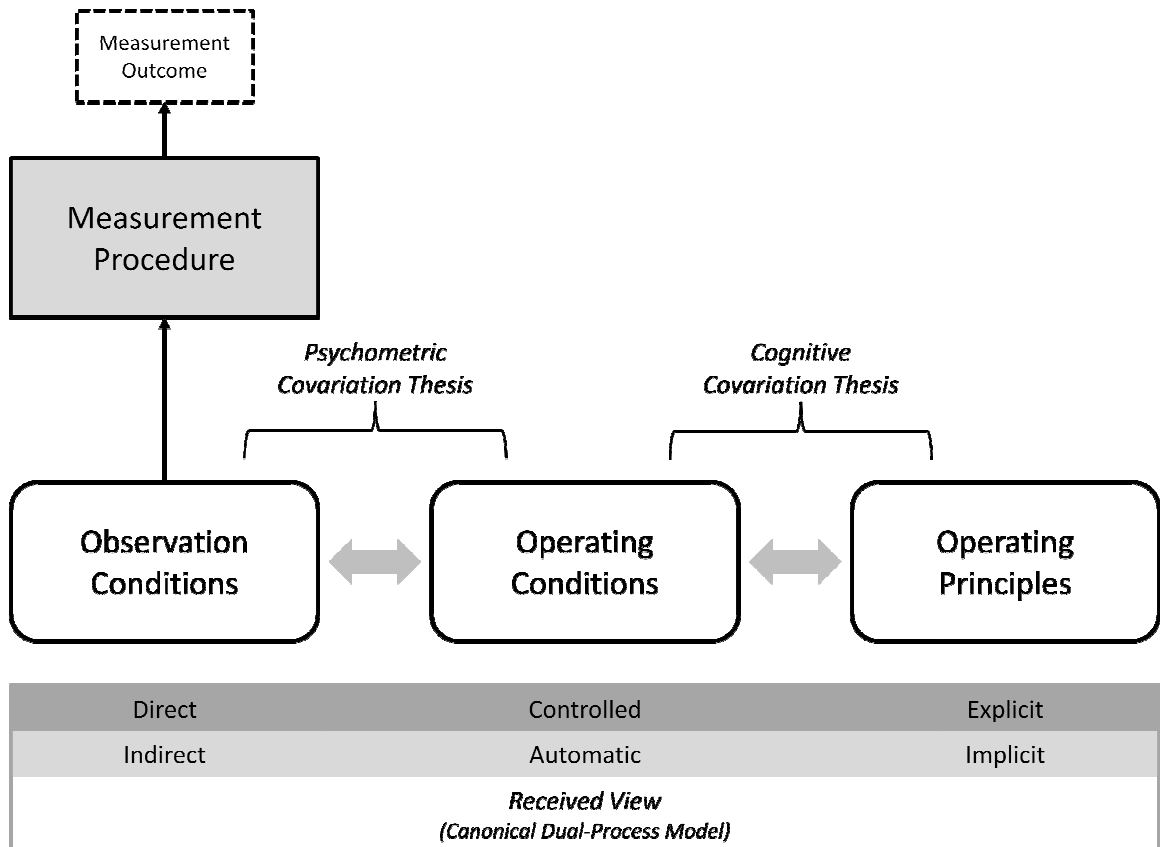 Measurement
Outcome
Measurement
Procedure
Psychometric
Covariation Thesis
Cognitive
Covariation Thesis
Observation
Conditions
Operating
Conditions
Operating
Principles
Direct Controlled Explicit
Indirect Automatic Implicit
Received View
(Canonical Dual-Process Model)